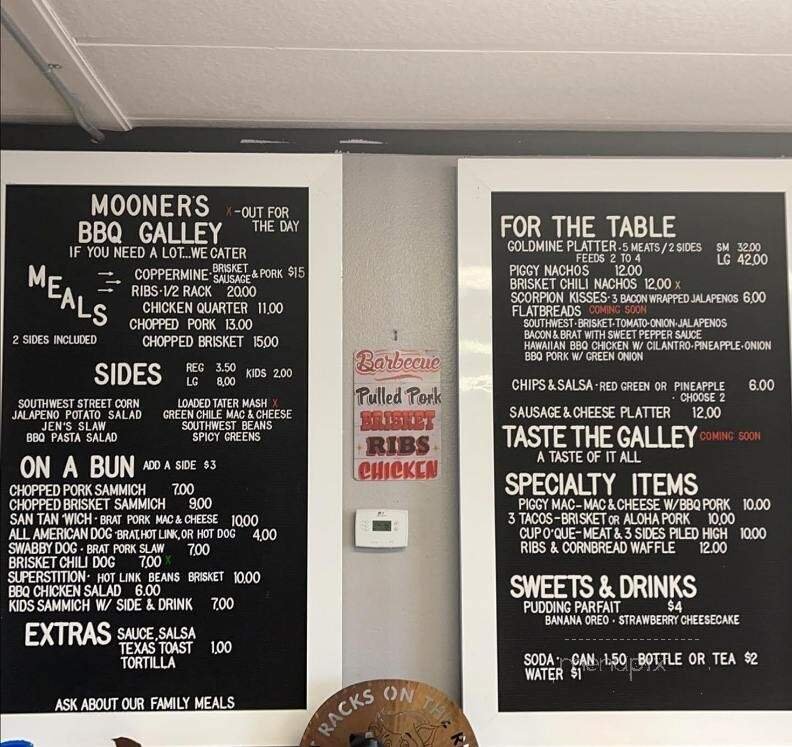 MOONER'S
BBQ GALLEY
X-OUT FOR
THE DAY
IF YOU NEED A LOT...WE CATER
MEALS
COPPERMINE-BRISKET SAUSAGE & PORK $15
RIBS-1/2 RACK 20.00
CHICKEN QUARTER 11.00
CHOPPED PORK 13.00
2 SIDES INCLUDED
CHOPPED BRISKET 15.00
SIDES
REG 3.50
LG 8.00
KIDS 2.00
SOUTHWEST STREET CORN
JALAPENO POTATO SALAD
JEN'S SLAW
BBQ PASTA SALAD
LOADED TATER MASH X
GREEN CHILE MAC & CHEESE
SOUTHWEST BEANS
SPICY GREENS
ON A BUN ADD A SIDE $3
CHOPPED PORK SAMMICH 7.00
CHOPPED BRISKET SAMMICH 9.00
SAN TAN 'WICH - BRAT PORK MAC & CHEESE 10.00
ALL AMERICAN DOG-BRAT,HOT LINK, OR HOT DOG 4.00
SWABBY DOG - BRAT PORK SLAW 7.00
BRISKET CHILI DOG 7.00 X
SUPERSTITION- HOT LINK BEANS BRISKET 10.00
BBQ CHICKEN SALAD 6.00
KIDS SAMMICH W/ SIDE & DRINK 7.00
EXTRAS
SAUCE, SALSA
TEXAS TOAST 1.00
TORTILLA
ASK ABOUT OUR FAMILY MEALS
Barbecue
Pulled Pork
BRISKET
RIBS
CHICKEN
RACKS ON THE
FOR THE TABLE
GOLDMINE PLATTER-5 MEATS/2 SIDES SM 32.00
FEEDS 2 TO 4 LG 42.00
PIGGY NACHOS 12.00
BRISKET CHILI NACHOS 12.00 X
SCORPION KISSES-3 BACON WRAPPED JALAPENOS 6.00
FLATBREADS COMING SOON
SOUTHWEST-BRISKET-TOMATO-ONION-JALAPENOS
BACON & BRAT WITH SWEET PEPPER SAUCE
HAWAIIAN BBQ CHICKEN W/ CILANTRO-PINEAPPLE-ONION
BBQ PORK W/ GREEN ONION
CHIPS & SALSA-RED GREEN OR PINEAPPLE 6.00
- CHOOSE 2
SAUSAGE & CHEESE PLATTER 12.00
TASTE THE GALLEY COMING SOON
A TASTE OF IT ALL
SPECIALTY ITEMS
PIGGY MAC-MAC & CHEESE W/BBQ PORK 10.00
3 TACOS-BRISKET OR ALOHA PORK 10.00
CUP O'QUE-MEAT & 3 SIDES PILED HIGH 10.00
RIBS & CORNBREAD WAFFLE 12.00
SWEETS & DRINKS
PUDDING PARFAIT $4
BANANA OREO - STRAWBERRY CHEESECAKE
SODA- CAN 1.50 BOTTLE OR TEA $2
WATER $1
menupix